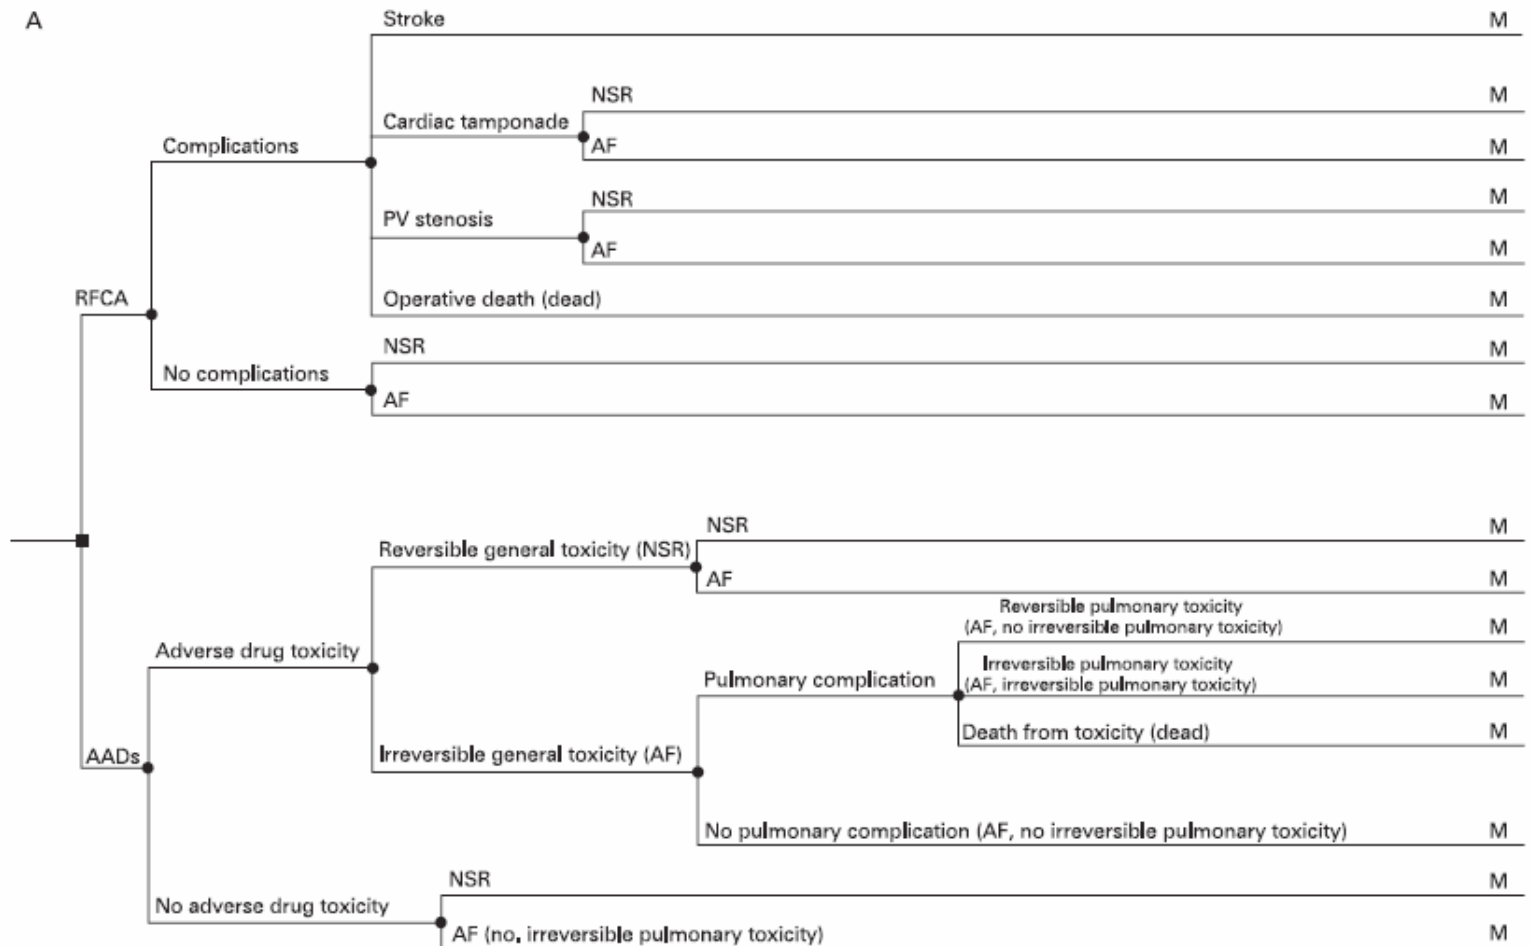 A
Stroke M
NSR M
Cardiac tamponade
AF M
Complications
NSR M
PV stenosis
AF M
RFCA
Operative death (dead) M
NSR M
No complications
AF M
NSR M
Reversible general toxicity (NSR)
AF M
Reversible pulmonary toxicity
(AF, no irreversible pulmonary toxicity) M
Adverse drug toxicity
Irreversible pulmonary toxicity
Pulmonary complication (AF, irreversible pulmonary toxicity) M
Death from toxicity (dead) M
AADs
Irreversible general toxicity (AF)
No pulmonary complication (AF, no irreversible pulmonary toxicity) M
NSR M
No adverse drug toxicity
AF (no, irreversible pulmonary toxicity) M